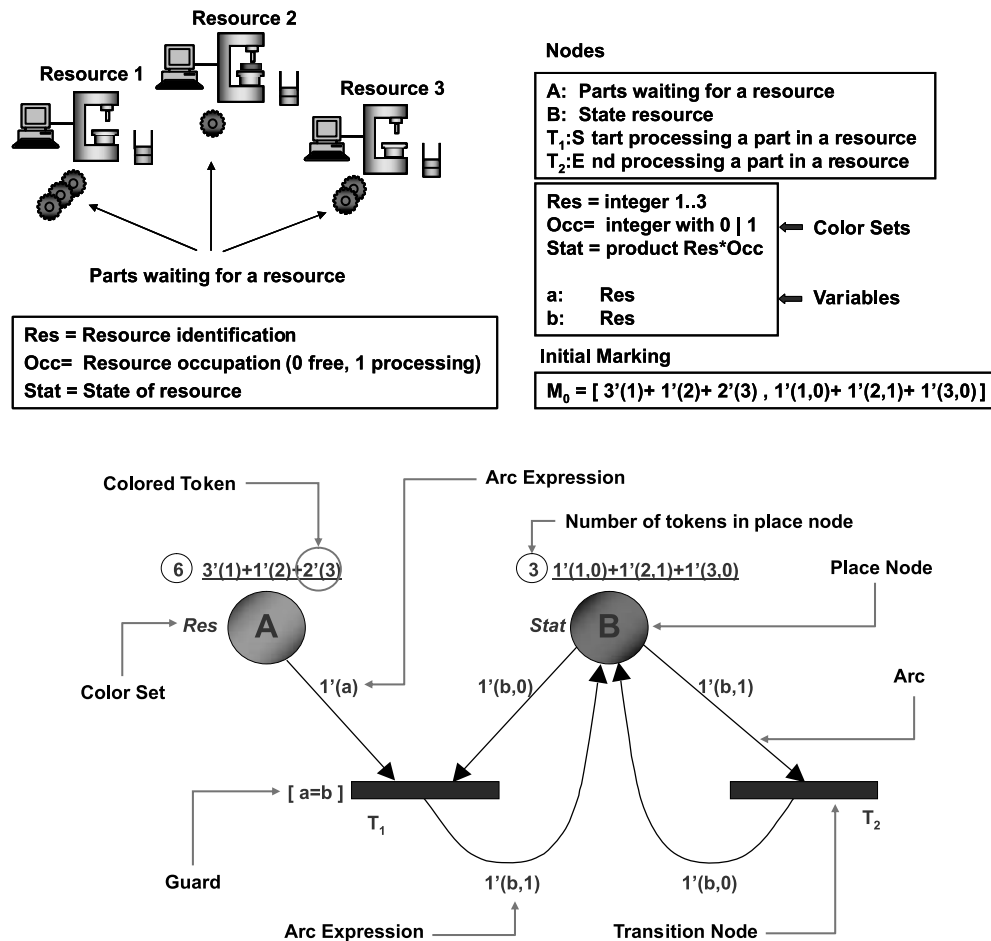 Resource 2
Resource 1
Resource 3
Parts waiting for a resource
Res = Resource identification
Occ= Resource occupation (0 free, 1 processing)
Stat = State of resource
Nodes
A: Parts waiting for a resource
B: State resource
T1:S tart processing a part in a resource
T2:E nd processing a part in a resource
Res = integer 1..3
Occ= integer with 0 | 1
Stat = product Res*Occ
a: Res
b: Res
Color Sets
Variables
Initial Marking
M0 = [ 3’(1)+ 1’(2)+ 2’(3) , 1’(1,0)+ 1’(2,1)+ 1’(3,0) ]
Colored Token
Arc Expression
Number of tokens in place node
6 3’(1)+1’(2)+2’(3)
3 1’(1,0)+1’(2,1)+1’(3,0)
Place Node
Res A
Stat B
Color Set
1’(a)
1’(b,0)
1’(b,1)
Arc
[ a=b ]
T1
T2
Guard
1’(b,1)
1’(b,0)
Arc Expression
Transition Node